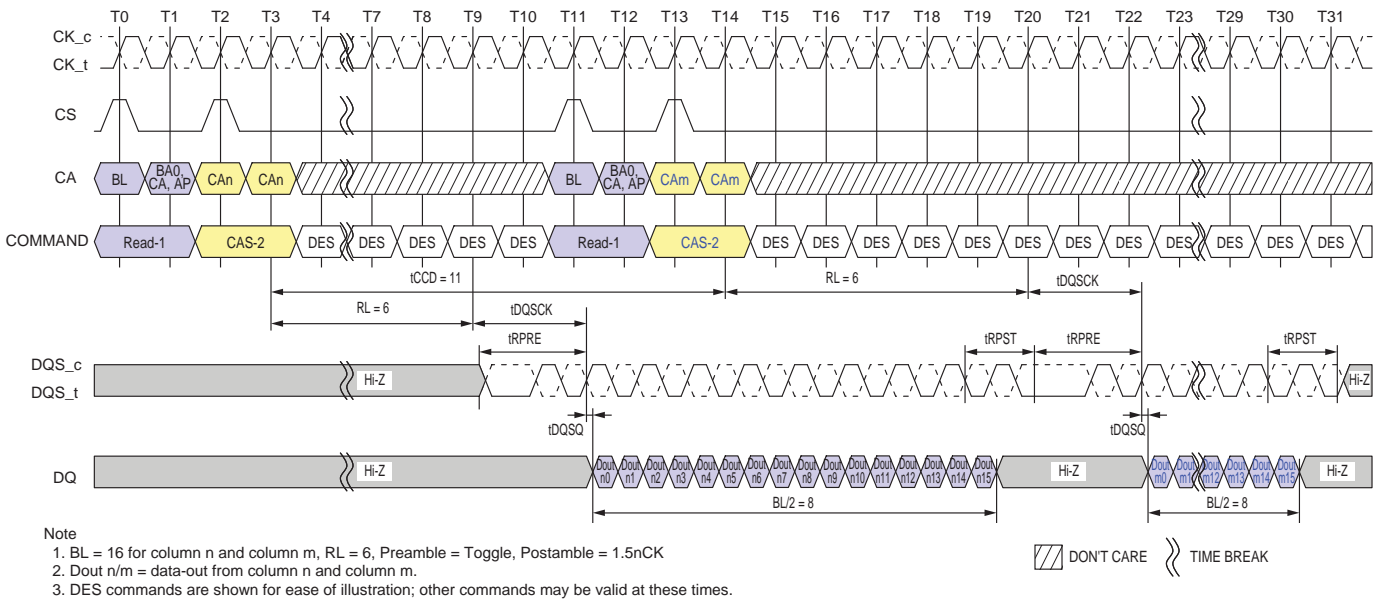 T0 T1 T2 T3 T4 T7 T8 T9 T10 T11 T12 T13 T14 T15 T16 T17 T18 T19 T20 T21 T22 T23 T29 T30 T31
CK_c
CK_t
CS
CA BL BA0, CA, AP CAn CAn BL BA0, CA, AP CAm CAm
COMMAND Read-1 CAS-2 DES DES DES DES DES Read-1 CAS-2 DES DES DES DES DES DES DES DES DES DES DES DES
tCCD = 11 RL = 6 tDQSCK
RL = 6 tDQSCK
tRPRE tRPST tRPRE tRPST
DQS_c
DQS_t
Hi-Z Hi-Z
tDQSQ tDQSQ
DQ Hi-Z Dout n0 Dout n1 Dout n2 Dout n3 Dout n4 Dout n5 Dout n6 Dout n7 Dout n8 Dout n9 Dout n10 Dout n11 Dout n12 Dout n13 Dout n14 Dout n15 Hi-Z Dout m0 Dout m1 Dout m12 Dout m13 Dout m14 Dout m15 Hi-Z
BL/2 = 8 BL/2 = 8
Note
1. BL = 16 for column n and column m, RL = 6, Preamble = Toggle, Postamble = 1.5nCK
2. Dout n/m = data-out from column n and column m.
3. DES commands are shown for ease of illustration; other commands may be valid at these times.
DON'T CARE TIME BREAK